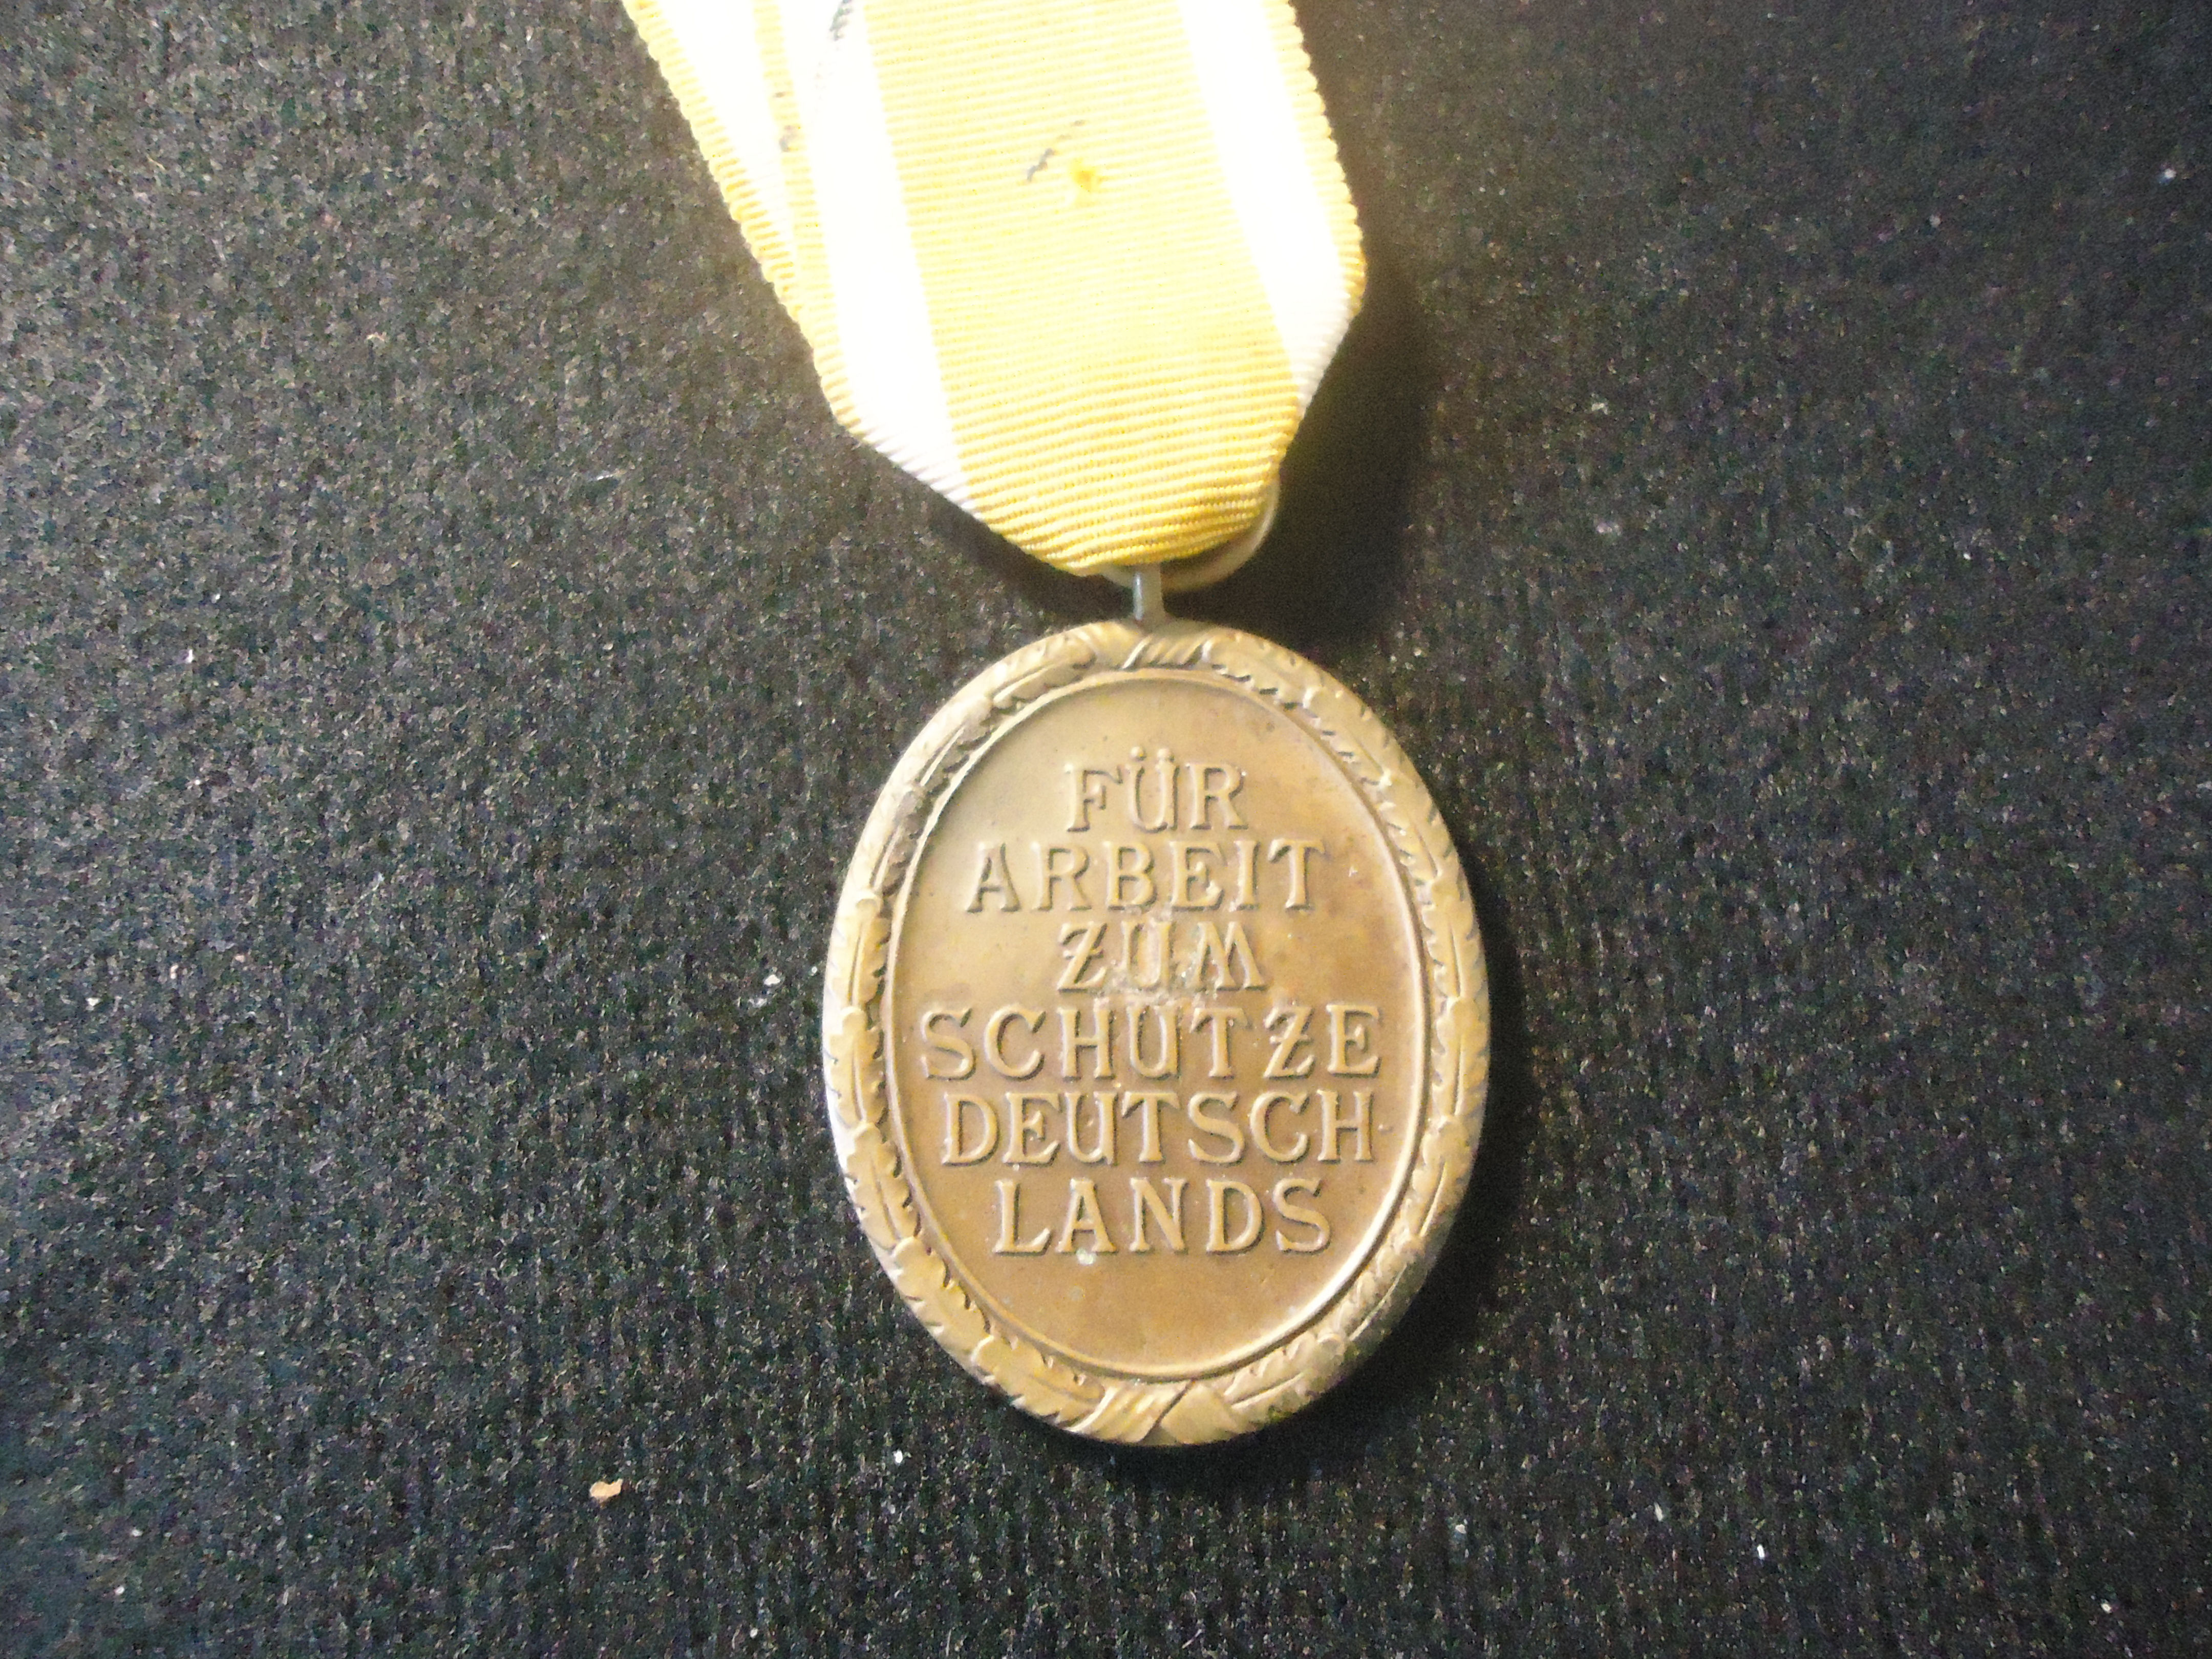 FÜR
ARBEIT
ZUM
SCHUTZE
DEUTSCH-
LANDS